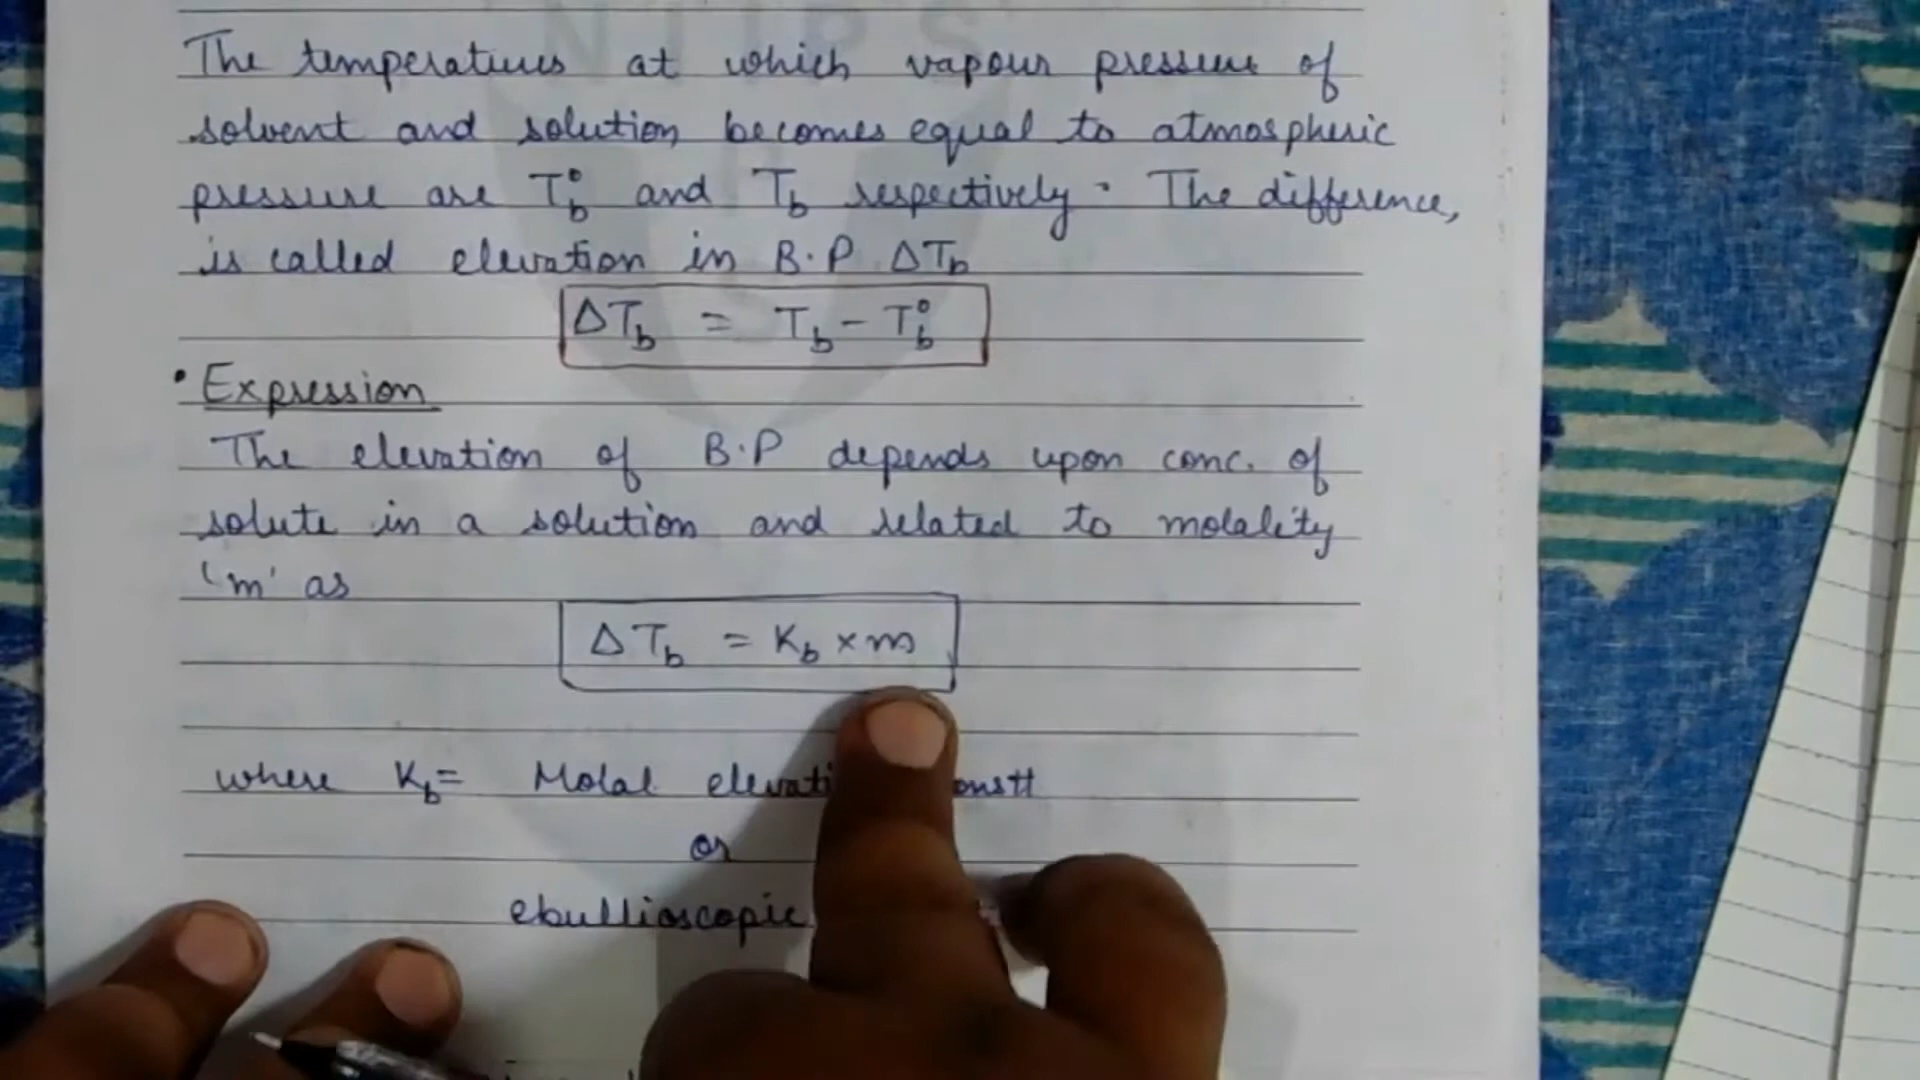 NTIPS
The temperatures at which vapour pressure of
solvent and solution becomes equal to atmospheric
pressure are T°b and Tb respectively. The difference,
is called elevation in B.P ΔTb
ΔTb = Tb - T°b
• Expression
The elevation of B.P depends upon conc. of
solute in a solution and related to molality
'm' as
ΔTb = Kb × m
where Kb = Molal
or
ebullioscopic